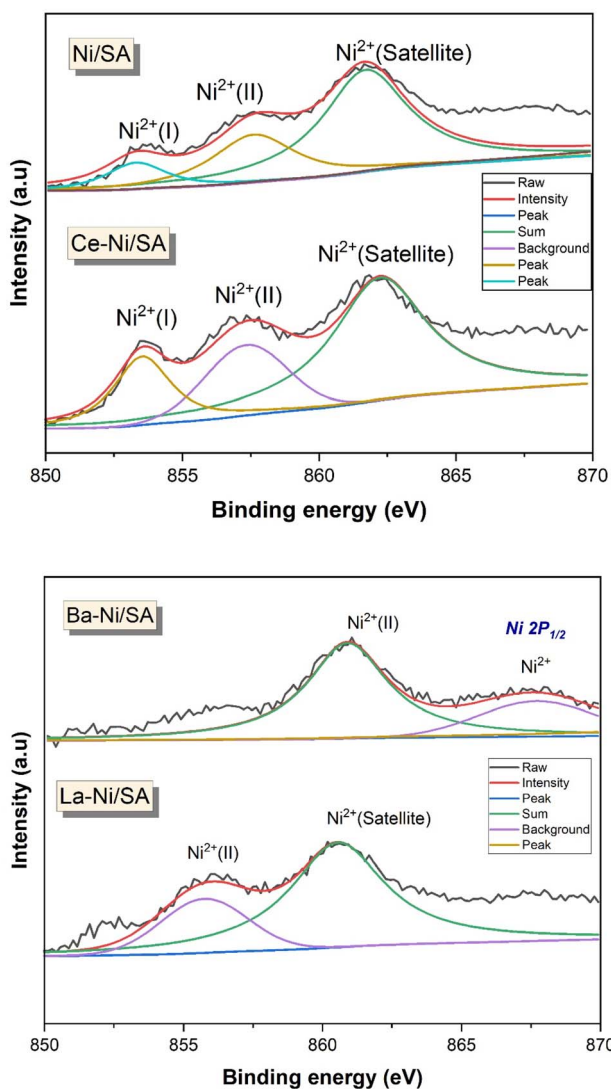 Ni/SA
Ni²⁺(Satellite)
Ni²⁺(II)
Ni²⁺(I)
Raw
Intensity
Peak
Sum
Background
Peak
Peak
Ce-Ni/SA
Ni²⁺(Satellite)
Ni²⁺(II)
Ni²⁺(I)
Intensity (a.u)
850 855 860 865 870
Binding energy (eV)
Ba-Ni/SA
Ni²⁺(II)
Ni 2P₁/₂
Ni²⁺
Raw
Intensity
Peak
Sum
Background
Peak
La-Ni/SA
Ni²⁺(Satellite)
Ni²⁺(II)
Intensity (a.u)
850 855 860 865 870
Binding energy (eV)